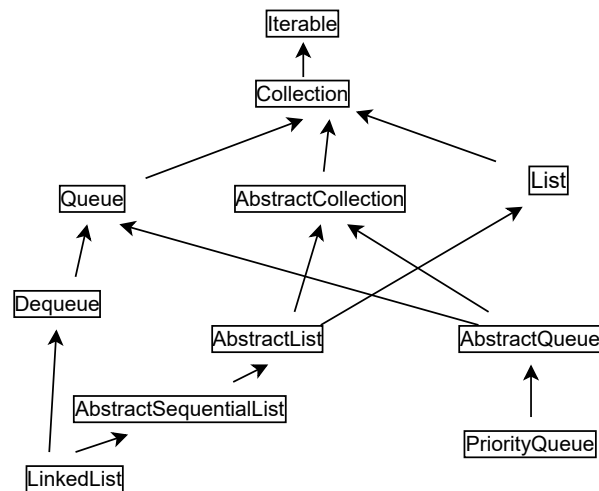 Iterable
Collection
Queue
AbstractCollection
List
Dequeue
AbstractList
AbstractQueue
AbstractSequentialList
PriorityQueue
LinkedList